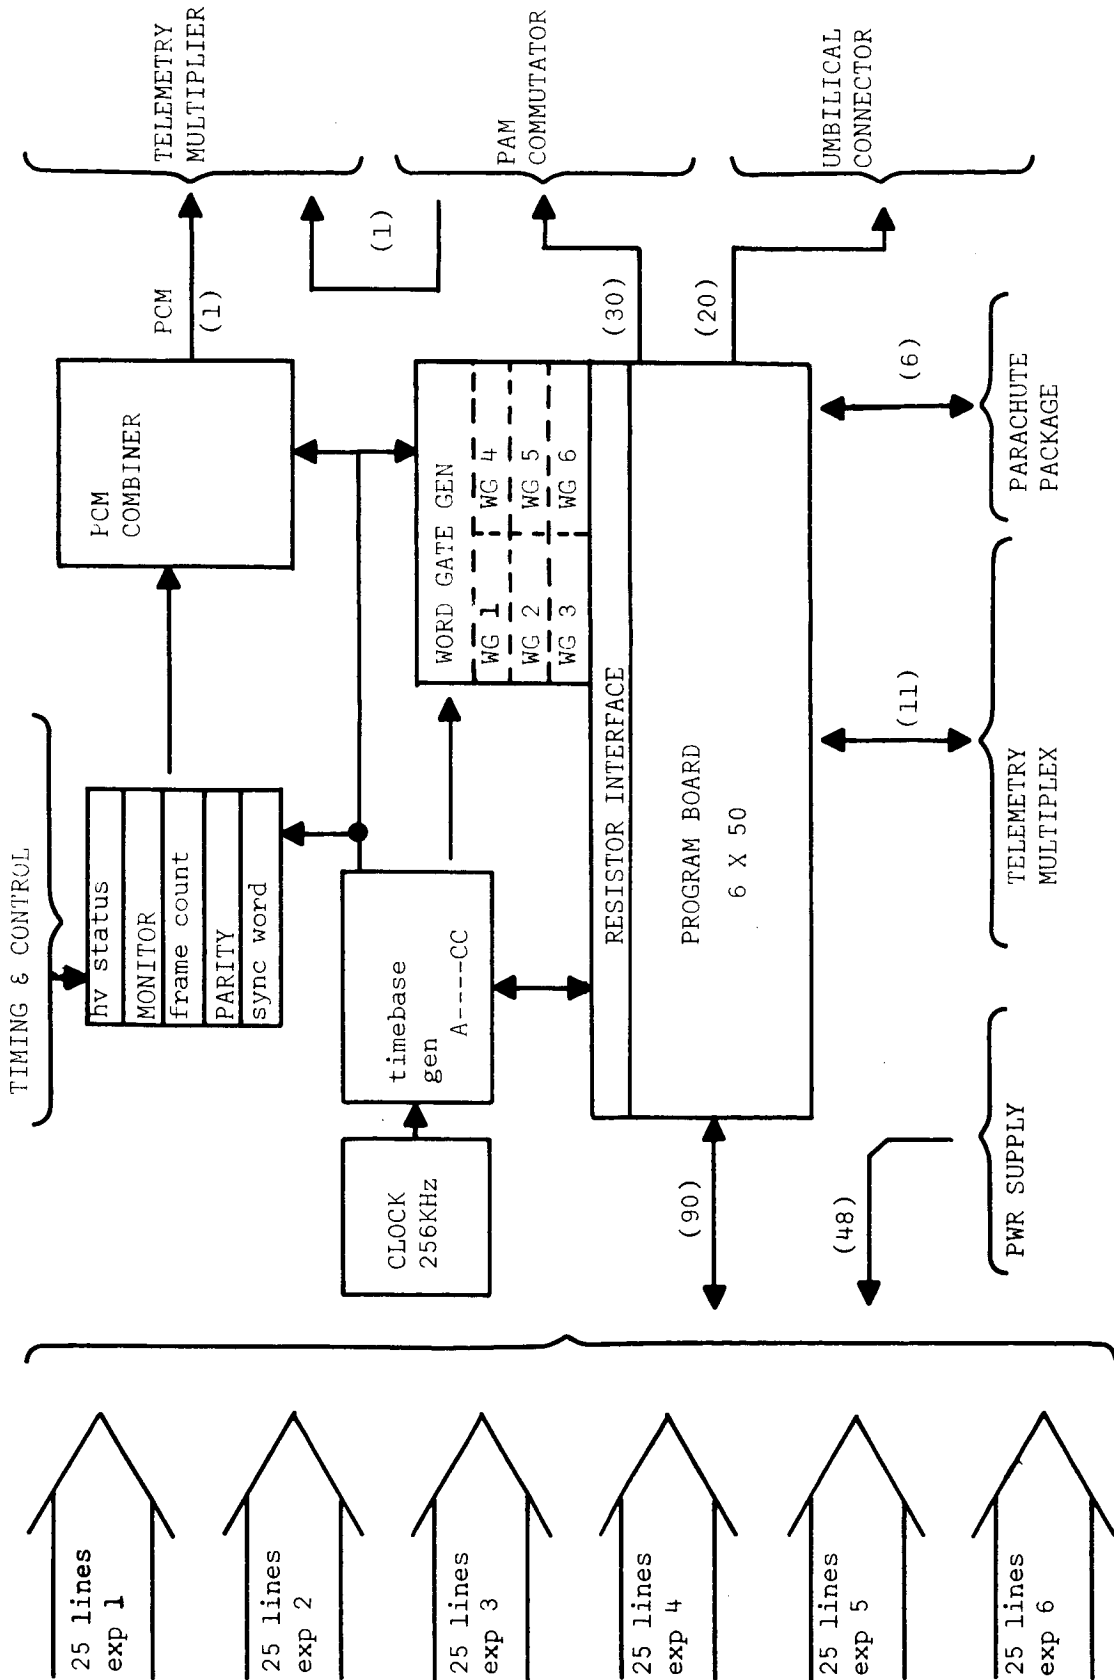 25 lines
exp 1
25 lines
exp 2
25 lines
exp 3
25 lines
exp 4
25 lines
exp 5
25 lines
exp 6
TIMING & CONTROL
hv status
MONITOR
frame count
PARITY
sync word
PCM
COMBINER
PCM
(1)
TELEMETRY
MULTIPLIER
(1)
CLOCK
256KHz
timebase
gen
A----CC
WORD GATE GEN
WG 1
WG 4
WG 2
WG 5
WG 3
WG 6
PAM
COMMUTATOR
RESISTOR INTERFACE
PROGRAM BOARD
6 X 50
(30)
(20)
UMBILICAL
CONNECTOR
(90)
(48)
(11)
(6)
PWR SUPPLY
TELEMETRY
MULTIPLEX
PARACHUTE
PACKAGE